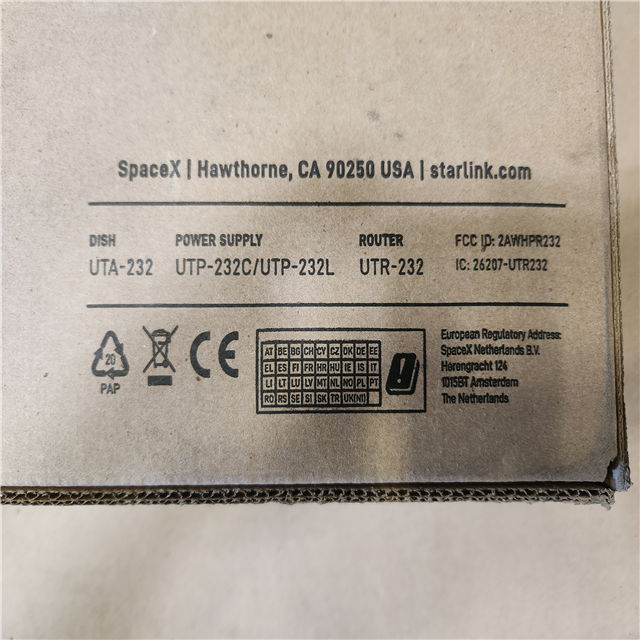 SpaceX | Hawthorne, CA 90250 USA | starlink.com
DISH POWER SUPPLY ROUTER FCC ID: 2AWHPR232
UTA-232 UTP-232C/UTP-232L UTR-232 IC: 26207-UTR232
20
PAP
CE
AT BE BG CH CY CZ DK DE EE
EL ES FI FR HR HU IE IS IT
LI LT LU LV MT NL NO PL PT
RO RS SE SI SK TR UK(NI)
!
European Regulatory Address:
SpaceX Netherlands B.V.
Herengracht 124
1015BT Amsterdam
The Netherlands